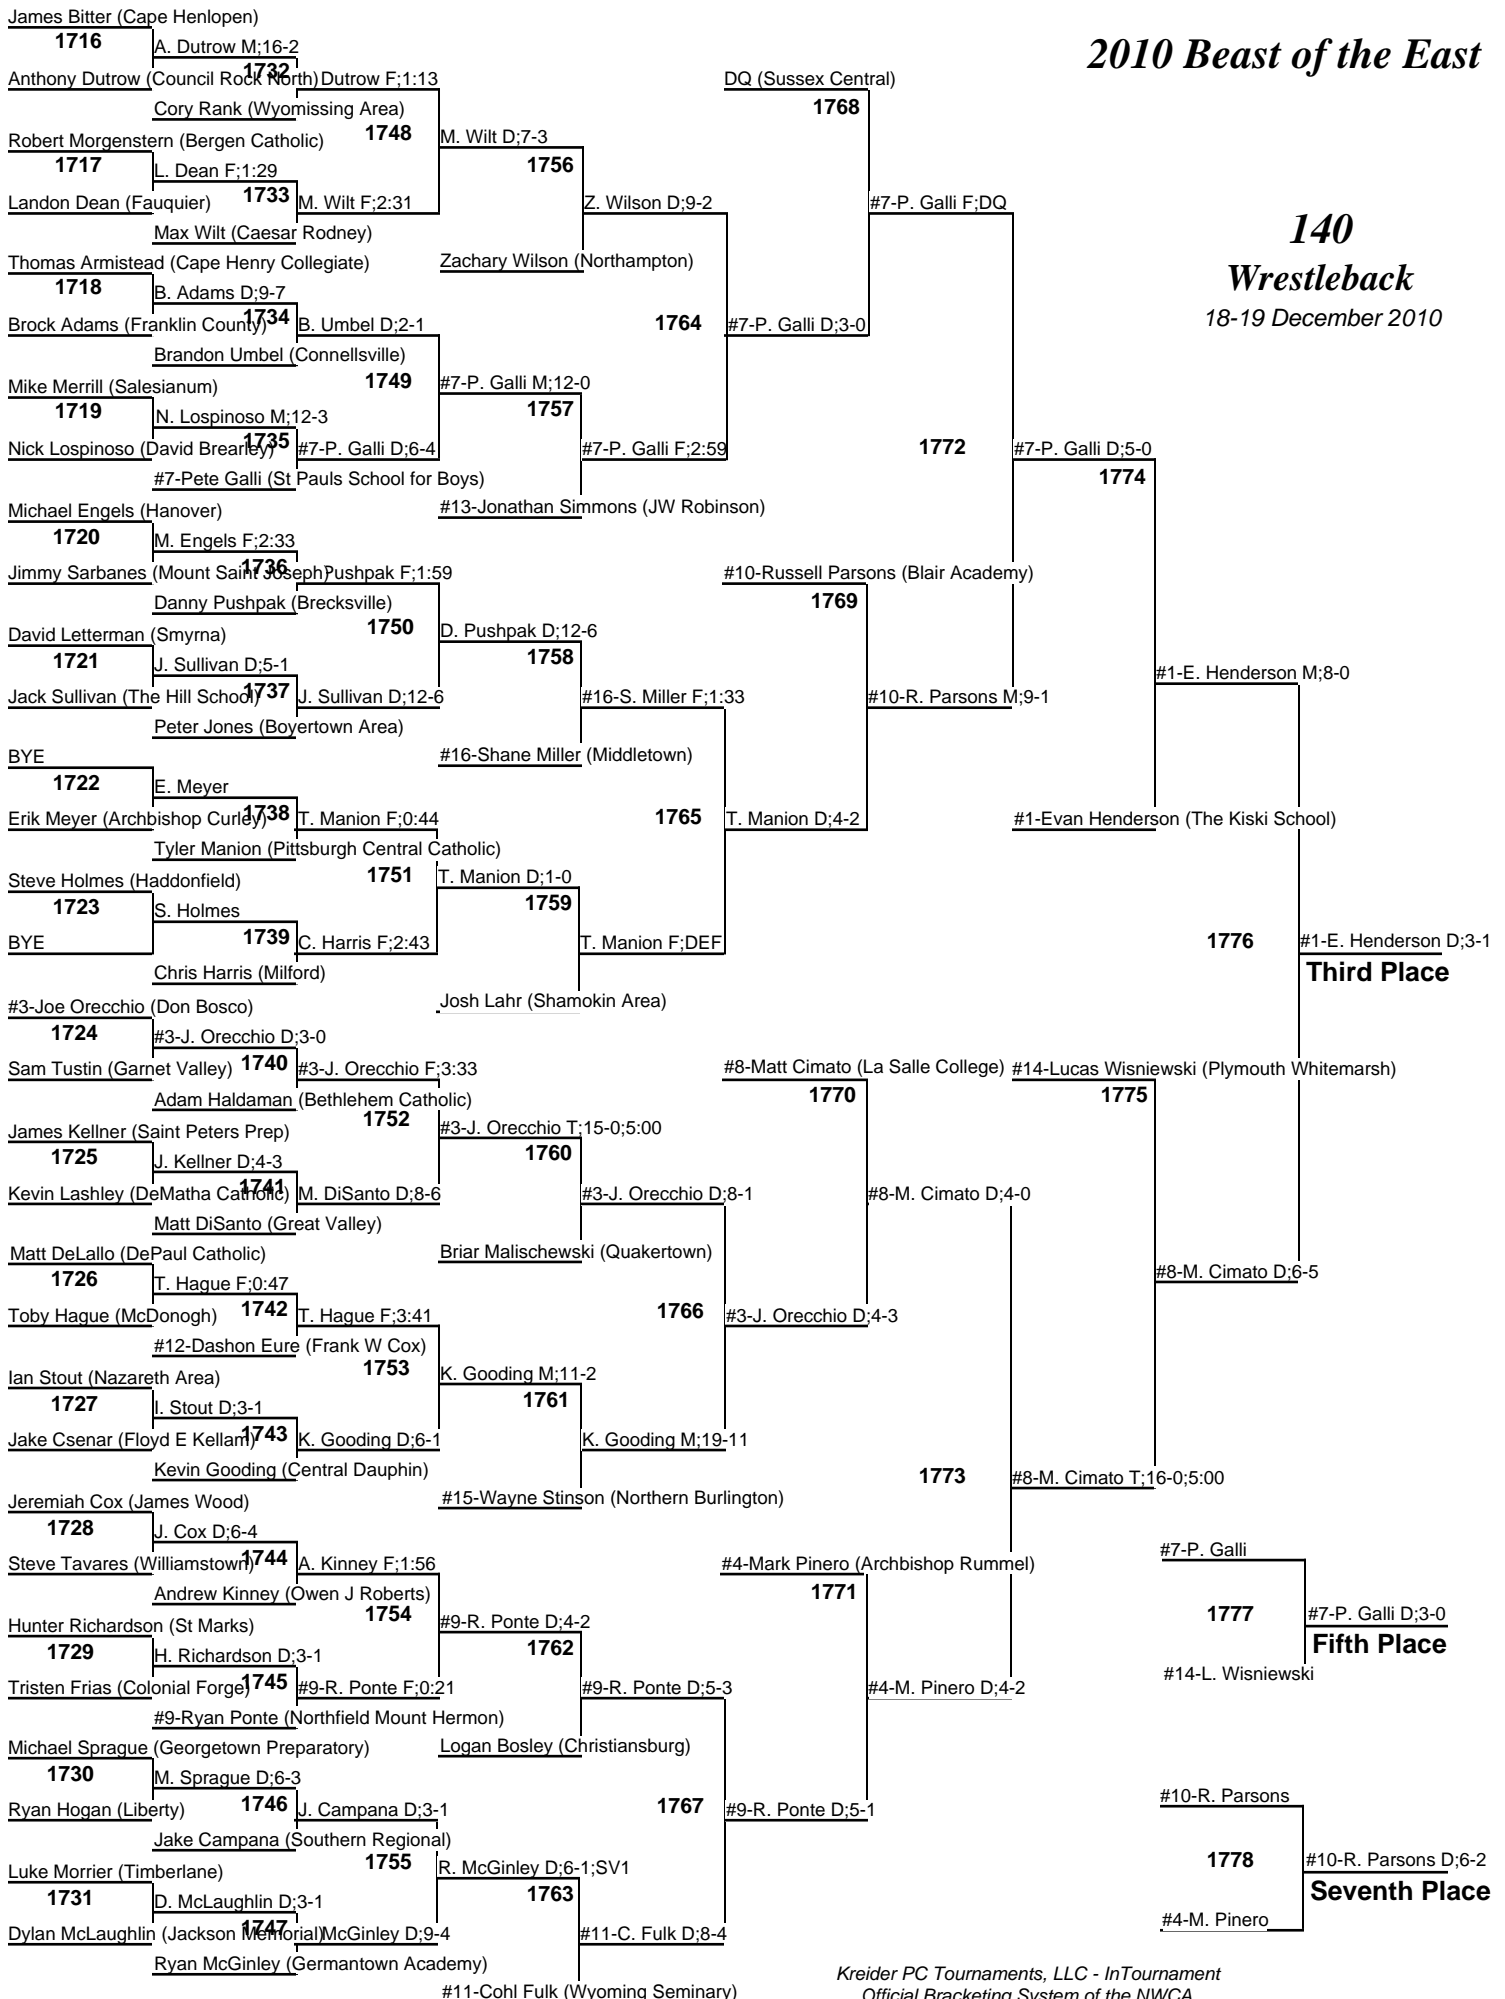 James Bitter (Cape Henlopen)
1716
A. Dutrow M;16-2
1732
Anthony Dutrow (Council Rock North)
Dutrow F;1:13
Cory Rank (Wyomissing Area)
1748
Robert Morgenstern (Bergen Catholic)
M. Wilt D;7-3
1717
1756
L. Dean F;1:29
1733
Landon Dean (Fauquier)
M. Wilt F;2:31
Z. Wilson D;9-2
Max Wilt (Caesar Rodney)
Zachary Wilson (Northampton)
Thomas Armistead (Cape Henry Collegiate)
1718
B. Adams D;9-7
1734
Brock Adams (Franklin County)
B. Umbel D;2-1
1764
#7-P. Galli D;3-0
Brandon Umbel (Connellsville)
1749
Mike Merrill (Salesianum)
#7-P. Galli M;12-0
1719
1757
N. Lospinoso M;12-3
1735
Nick Lospinoso (David Brearley)
#7-P. Galli D;6-4
#7-P. Galli F;2:59
#7-Pete Galli (St Pauls School for Boys)
#13-Jonathan Simmons (JW Robinson)
DQ (Sussex Central)
1768
#7-P. Galli F;DQ
1772
#7-P. Galli D;5-0
1774
2010 Beast of the East
140
Wrestleback
18-19 December 2010
Michael Engels (Hanover)
1720
M. Engels F;2:33
1736
Jimmy Sarbanes (Mount Saint Joseph)
Pushpak F;1:59
#10-Russell Parsons (Blair Academy)
Danny Pushpak (Brecksville)
1769
1750
David Letterman (Smyrna)
D. Pushpak D;12-6
1721
1758
J. Sullivan D;5-1
#1-E. Henderson M;8-0
1737
Jack Sullivan (The Hill School)
J. Sullivan D;12-6
#16-S. Miller F;1:33
#10-R. Parsons M;9-1
Peter Jones (Boyertown Area)
#16-Shane Miller (Middletown)
BYE
1722
E. Meyer
1738
Erik Meyer (Archbishop Curley)
T. Manion F;0:44
1765
T. Manion D;4-2
#1-Evan Henderson (The Kiski School)
Tyler Manion (Pittsburgh Central Catholic)
1751
Steve Holmes (Haddonfield)
T. Manion D;1-0
1723
1759
S. Holmes
1739
BYE
C. Harris F;2:43
T. Manion F;DEF
1776
#1-E. Henderson D;3-1
Third Place
Chris Harris (Milford)
Josh Lahr (Shamokin Area)
#3-Joe Orecchio (Don Bosco)
1724
#3-J. Orecchio D;3-0
1740
Sam Tustin (Garnet Valley)
#3-J. Orecchio F;3:33
#8-Matt Cimato (La Salle College)
#14-Lucas Wisniewski (Plymouth Whitemarsh)
1770
1775
Adam Haldaman (Bethlehem Catholic)
1752
James Kellner (Saint Peters Prep)
#3-J. Orecchio T;15-0;5:00
1725
1760
J. Kellner D;4-3
1741
Kevin Lashley (DeMatha Catholic)
M. DiSanto D;8-6
#3-J. Orecchio D;8-1
#8-M. Cimato D;4-0
Matt DiSanto (Great Valley)
Briar Malischewski (Quakertown)
Matt DeLallo (DePaul Catholic)
1726
T. Hague F;0:47
#8-M. Cimato D;6-5
1742
Toby Hague (McDonogh)
T. Hague F;3:41
1766
#3-J. Orecchio D;4-3
#12-Dashon Eure (Frank W Cox)
1753
Ian Stout (Nazareth Area)
K. Gooding M;11-2
1727
1761
I. Stout D;3-1
1743
Jake Csenar (Floyd E Kellam)
K. Gooding D;6-1
K. Gooding M;19-11
Kevin Gooding (Central Dauphin)
1773
#8-M. Cimato T;16-0;5:00
#15-Wayne Stinson (Northern Burlington)
Jeremiah Cox (James Wood)
1728
J. Cox D;6-4
#7-P. Galli
1744
Steve Tavares (Williamstown)
A. Kinney F;1:56
#4-Mark Pinero (Archbishop Rummel)
1771
Andrew Kinney (Owen J Roberts)
1754
Hunter Richardson (St Marks)
#9-R. Ponte D;4-2
1777
#7-P. Galli D;3-0
Fifth Place
1729
1762
H. Richardson D;3-1
#14-L. Wisniewski
1745
Tristen Frias (Colonial Forge)
#9-R. Ponte F;0:21
#9-R. Ponte D;5-3
#4-M. Pinero D;4-2
#9-Ryan Ponte (Northfield Mount Hermon)
Logan Bosley (Christiansburg)
Michael Sprague (Georgetown Preparatory)
1730
M. Sprague D;6-3
#10-R. Parsons
1746
Ryan Hogan (Liberty)
J. Campana D;3-1
1767
#9-R. Ponte D;5-1
Jake Campana (Southern Regional)
1755
Luke Morrier (Timberlane)
R. McGinley D;6-1;SV1
1778
#10-R. Parsons D;6-2
Seventh Place
1731
1763
D. McLaughlin D;3-1
#4-M. Pinero
1747
Dylan McLaughlin (Jackson Memorial)
McGinley D;9-4
#11-C. Fulk D;8-4
Ryan McGinley (Germantown Academy)
#11-Cohl Fulk (Wyoming Seminary)
Kreider PC Tournaments, LLC - InTournament
Official Bracketing System of the NWCA